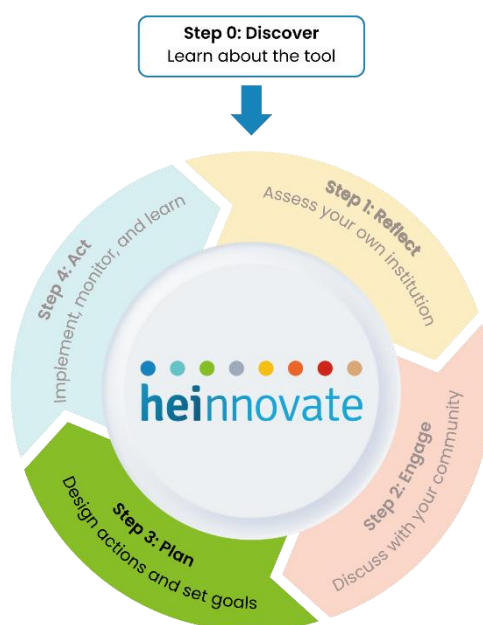 Step 0: Discover
Learn about the tool
Step 1: Reflect
Assess your own institution
Step 2: Engage
Discuss with your community
Step 3: Plan
Design actions and set goals
Step 4: Act
Implement, monitor, and learn
heinnovate